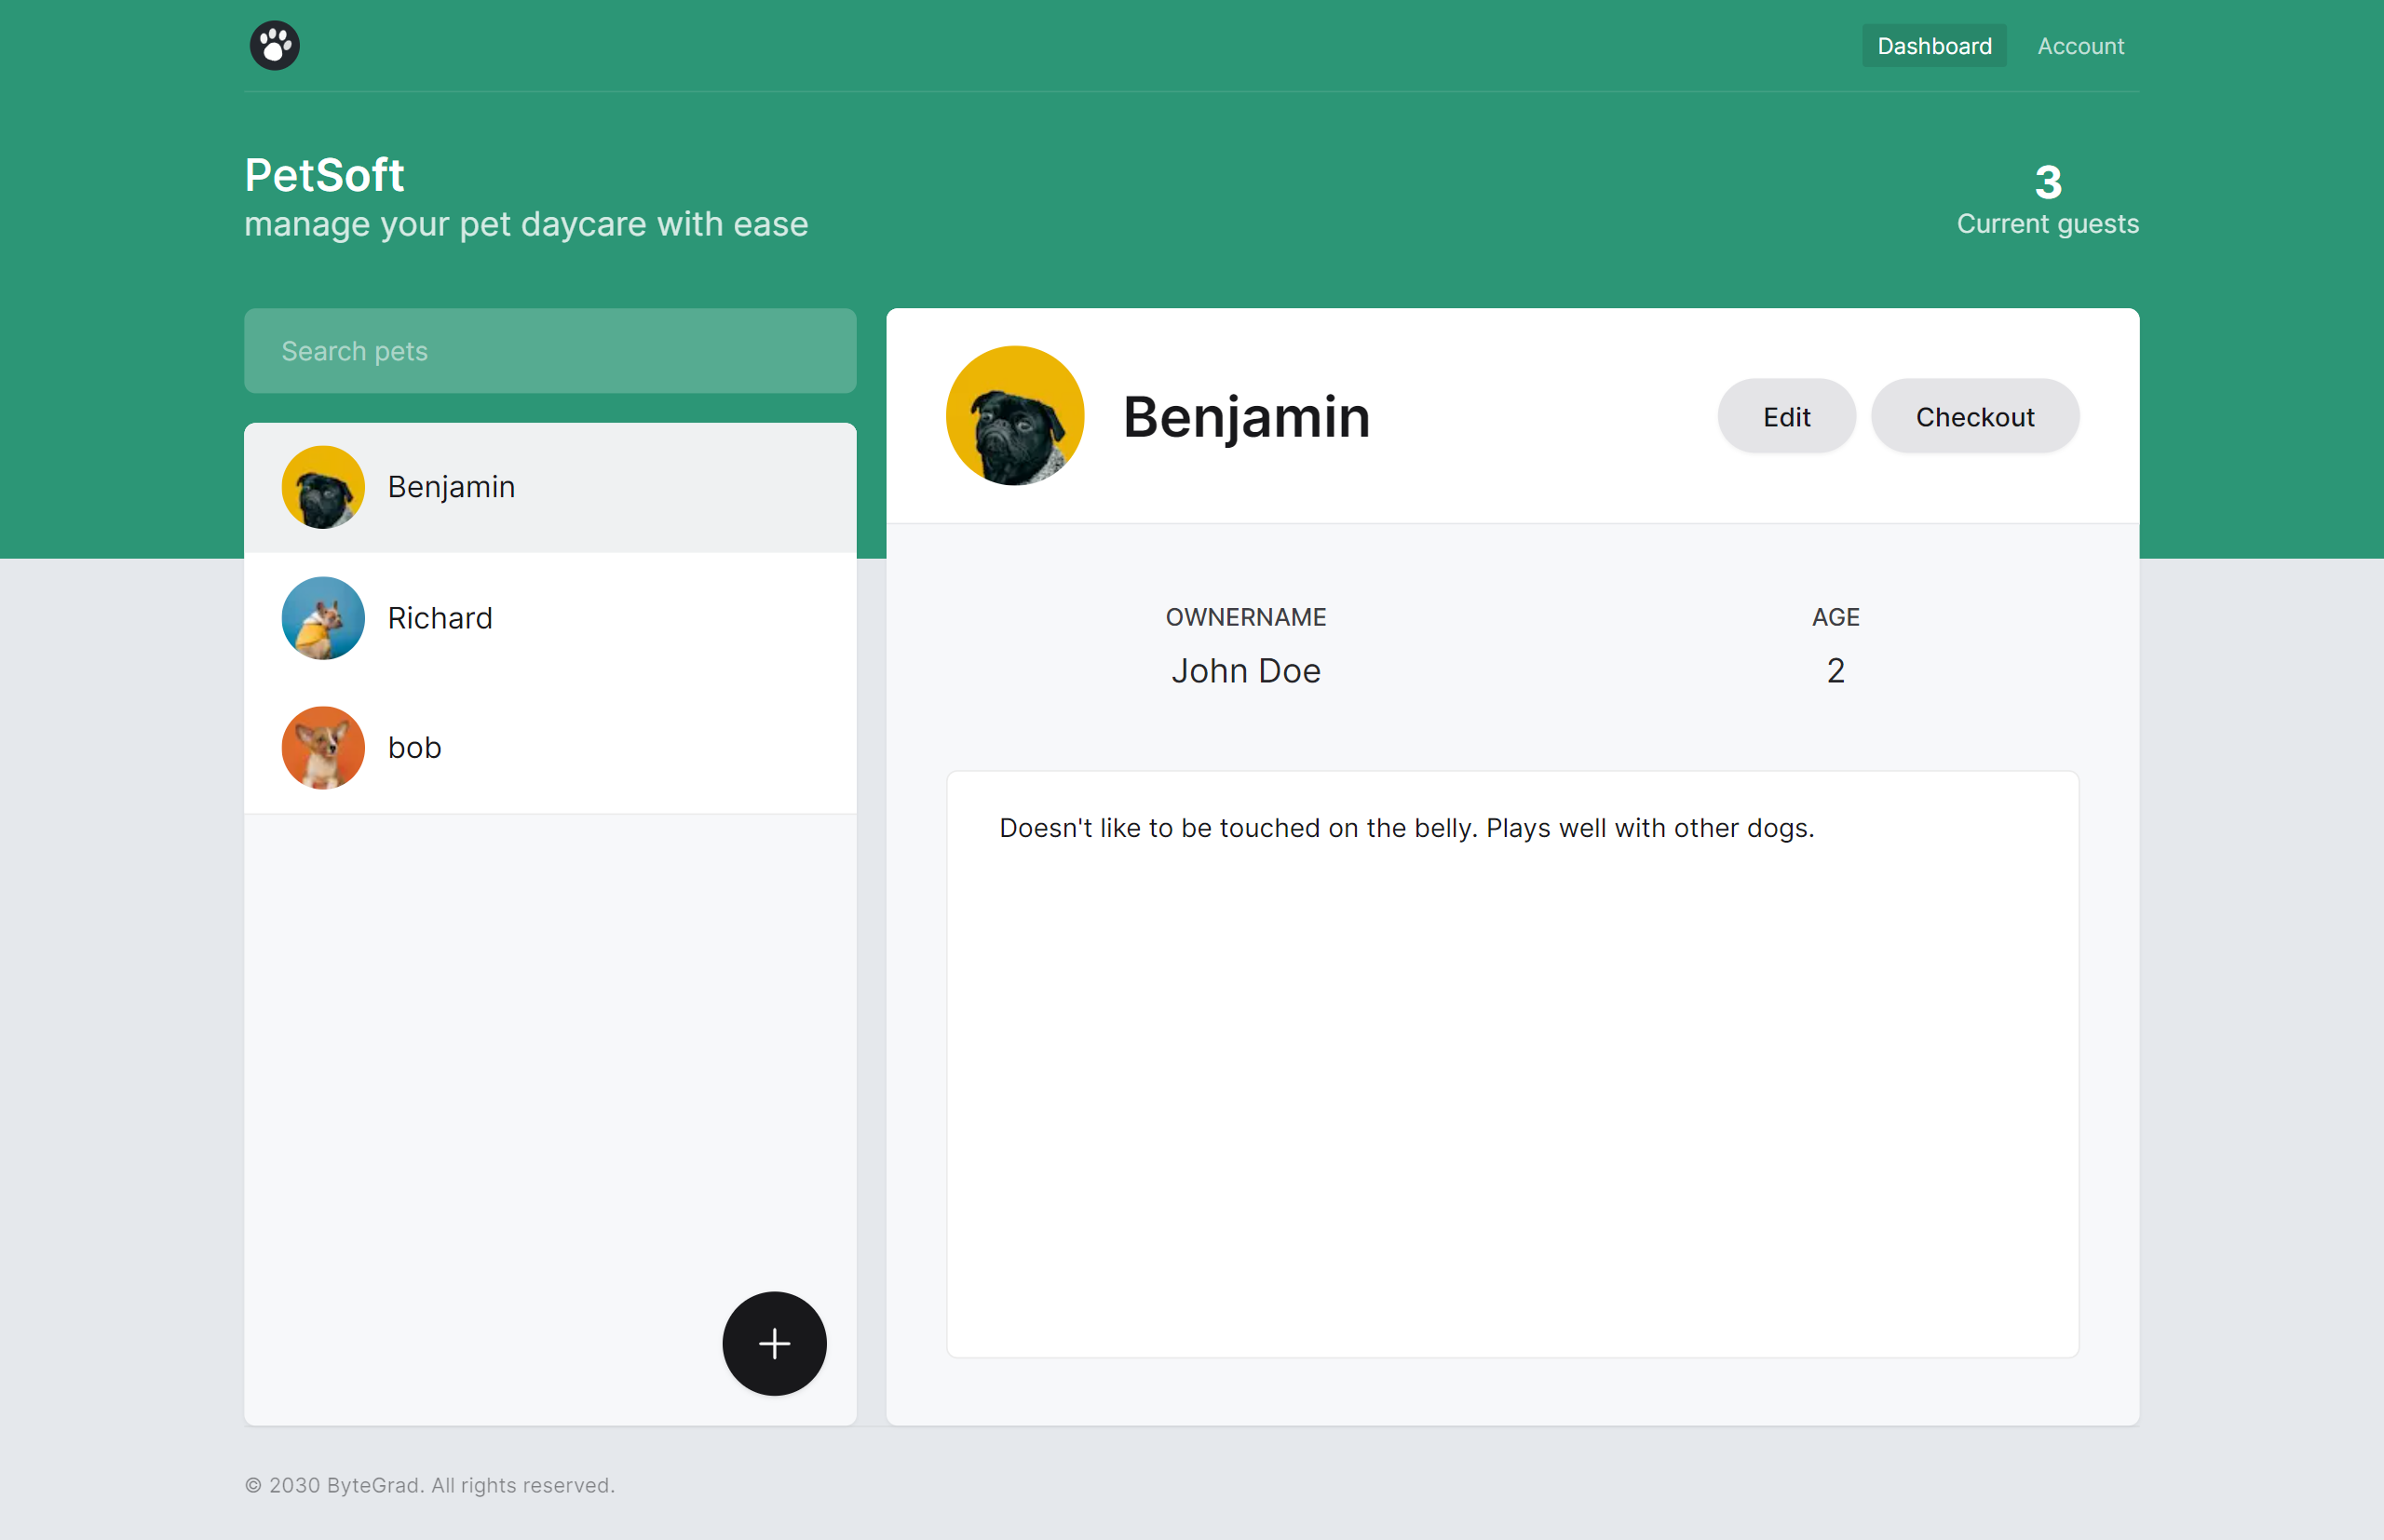 Dashboard
Account
PetSoft
manage your pet daycare with ease
3
Current guests
Search pets
Benjamin
Richard
bob
Benjamin
Edit
Checkout
OWNERNAME
John Doe
AGE
2
Doesn't like to be touched on the belly. Plays well with other dogs.
© 2030 ByteGrad. All rights reserved.